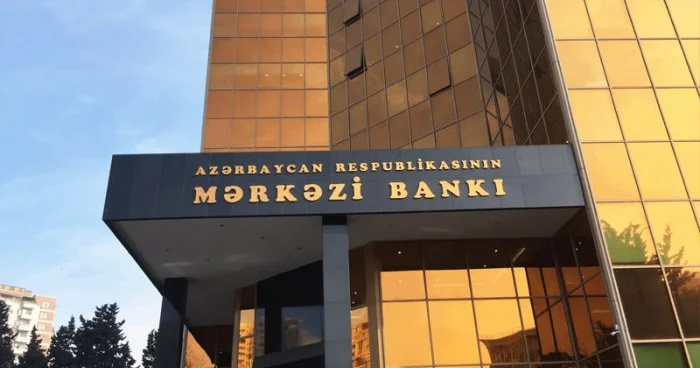 AZƏRBAYCAN RESPUBLİKASININ
MƏRKƏZİ BANKI